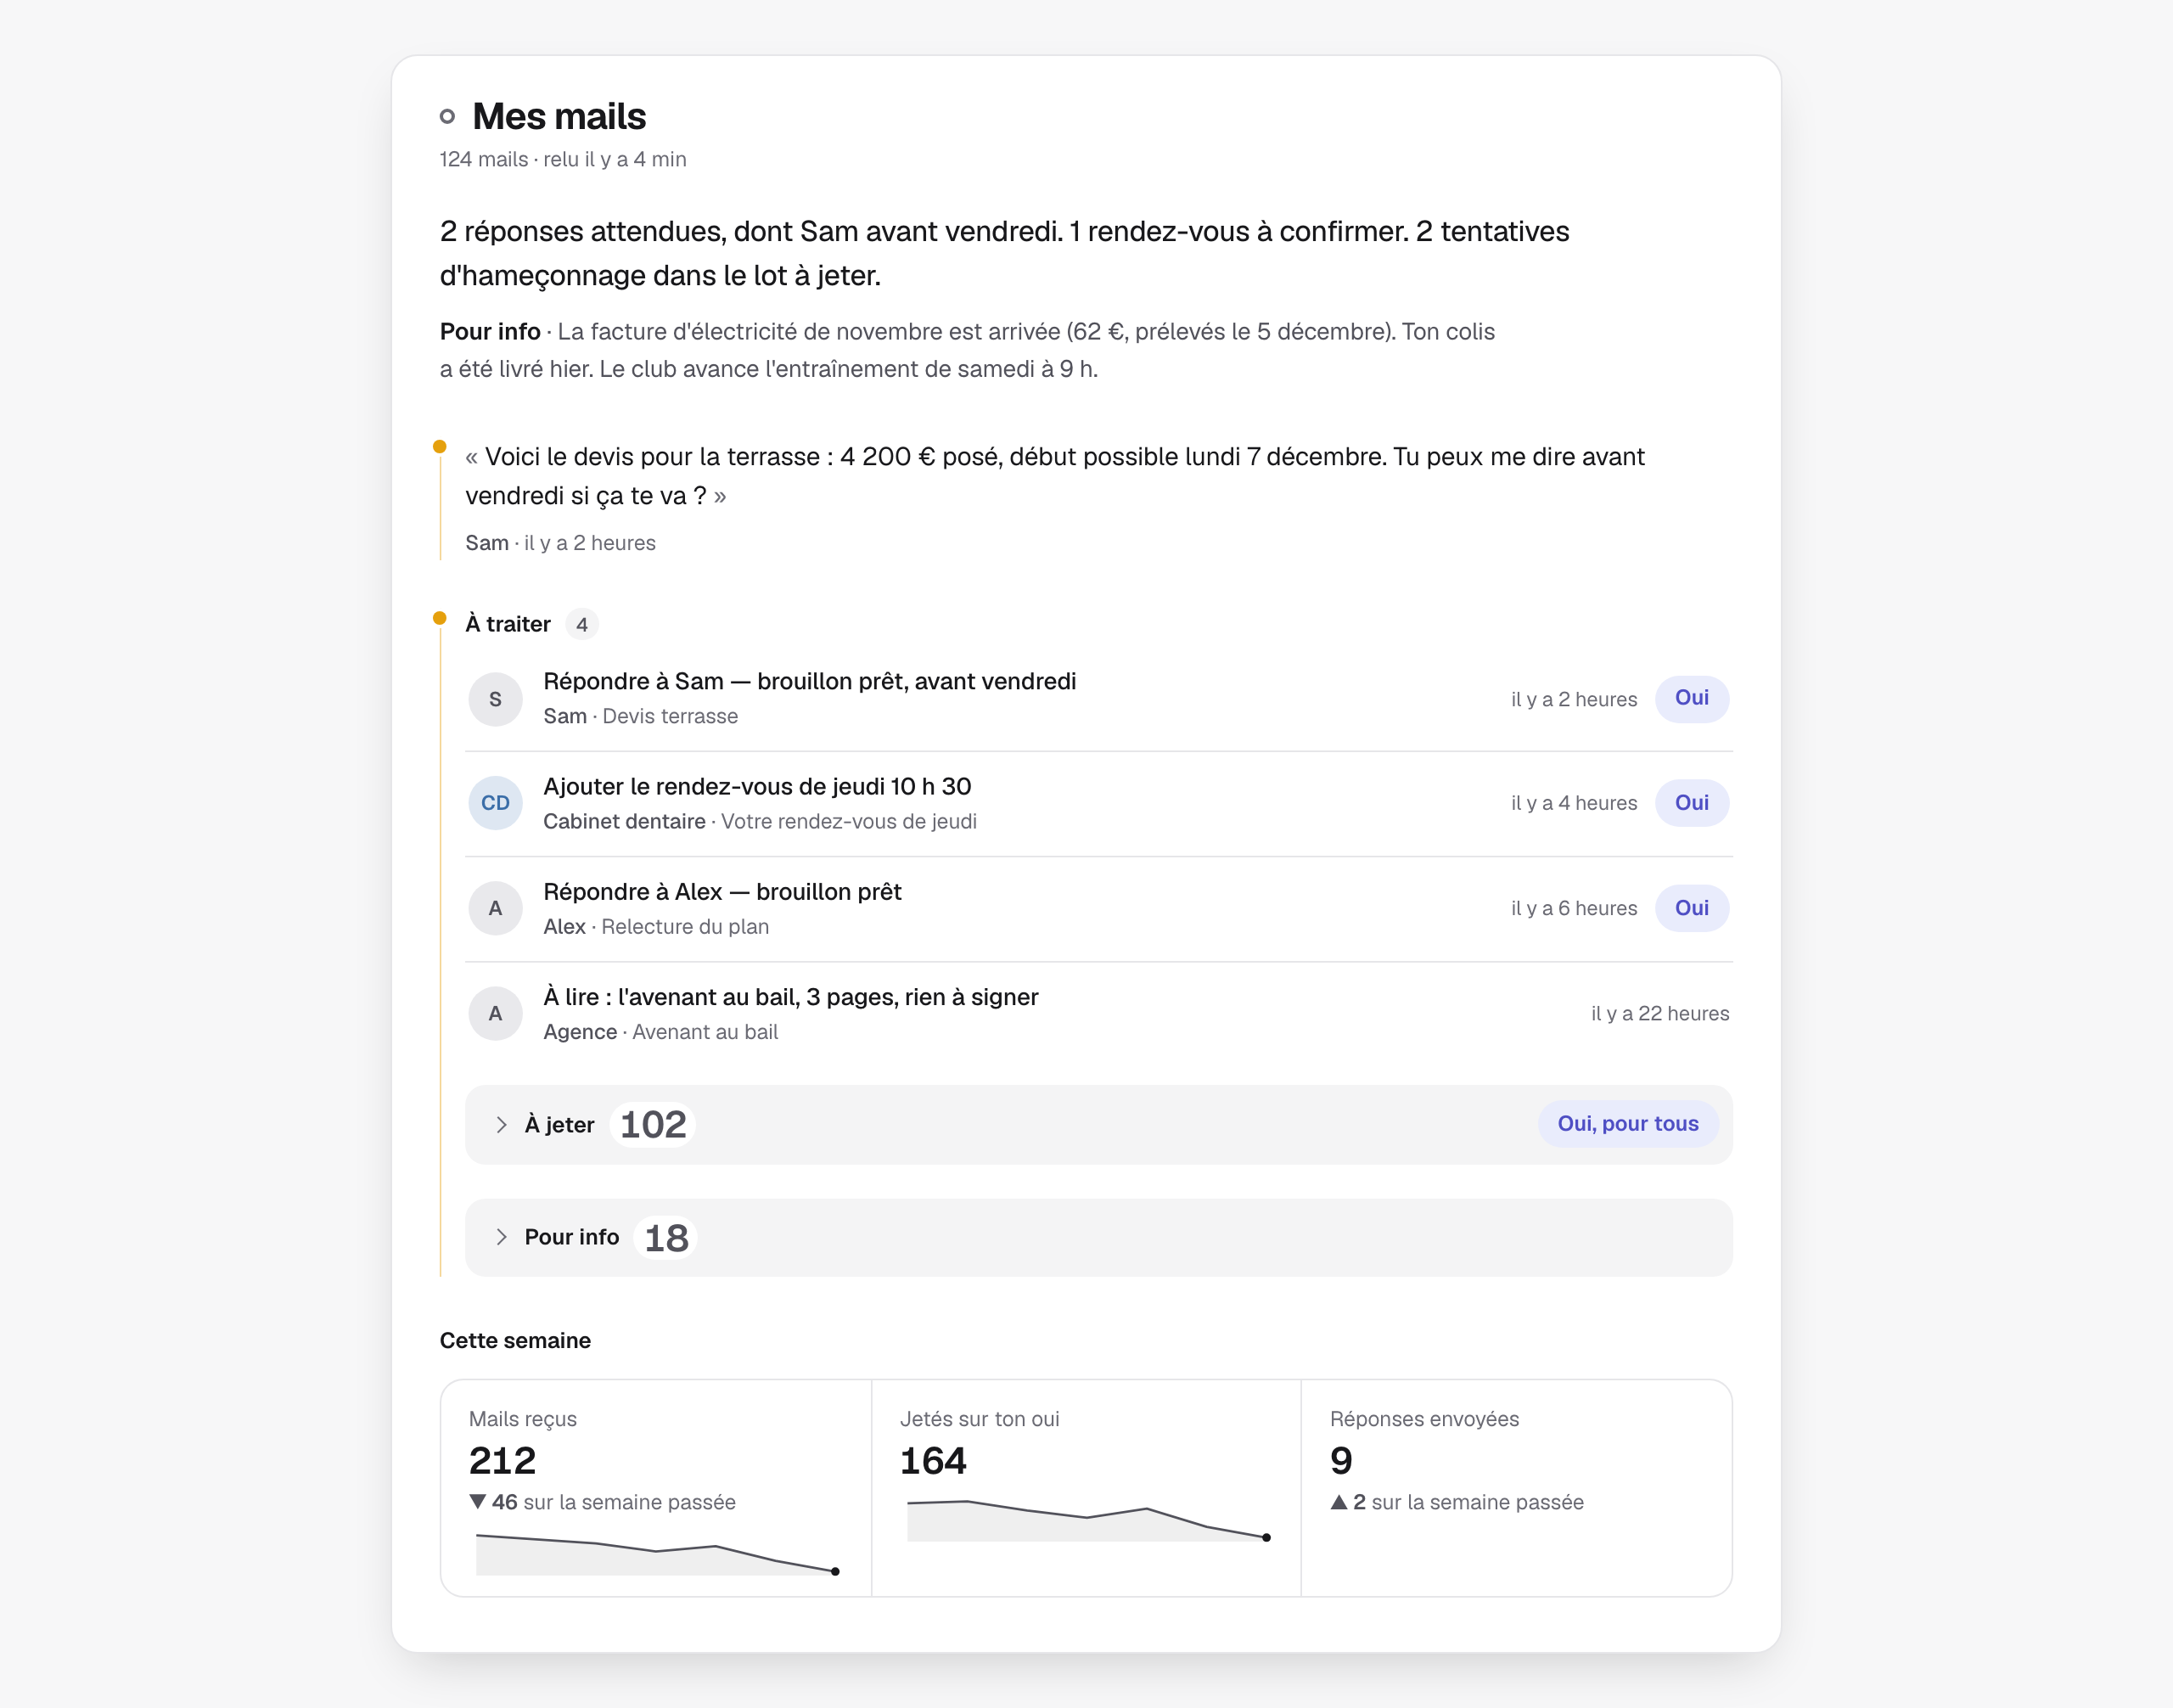 Mes mails
124 mails · relu il y a 4 min
2 réponses attendues, dont Sam avant vendredi. 1 rendez-vous à confirmer. 2 tentatives
d'hameçonnage dans le lot à jeter.
Pour info · La facture d'électricité de novembre est arrivée (62 €, prélevés le 5 décembre). Ton colis
a été livré hier. Le club avance l'entraînement de samedi à 9 h.
« Voici le devis pour la terrasse : 4 200 € posé, début possible lundi 7 décembre. Tu peux me dire avant
vendredi si ça te va ? »
Sam · il y a 2 heures
À traiter 4
S
Répondre à Sam — brouillon prêt, avant vendredi
Sam · Devis terrasse
il y a 2 heures Oui
CD
Ajouter le rendez-vous de jeudi 10 h 30
Cabinet dentaire · Votre rendez-vous de jeudi
il y a 4 heures Oui
A
Répondre à Alex — brouillon prêt
Alex · Relecture du plan
il y a 6 heures Oui
A
À lire : l'avenant au bail, 3 pages, rien à signer
Agence · Avenant au bail
il y a 22 heures
À jeter 102 Oui, pour tous
Pour info 18
Cette semaine
Mails reçus
212
▼ 46 sur la semaine passée
Jetés sur ton oui
164
Réponses envoyées
9
▲ 2 sur la semaine passée